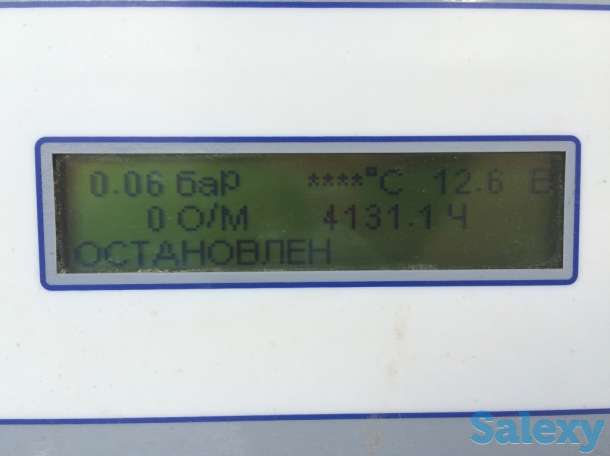 0.06 бар ****°C 12.6 В
0 О/М 4131.1 Ч
ОСТАНОВЛЕН
Salexy